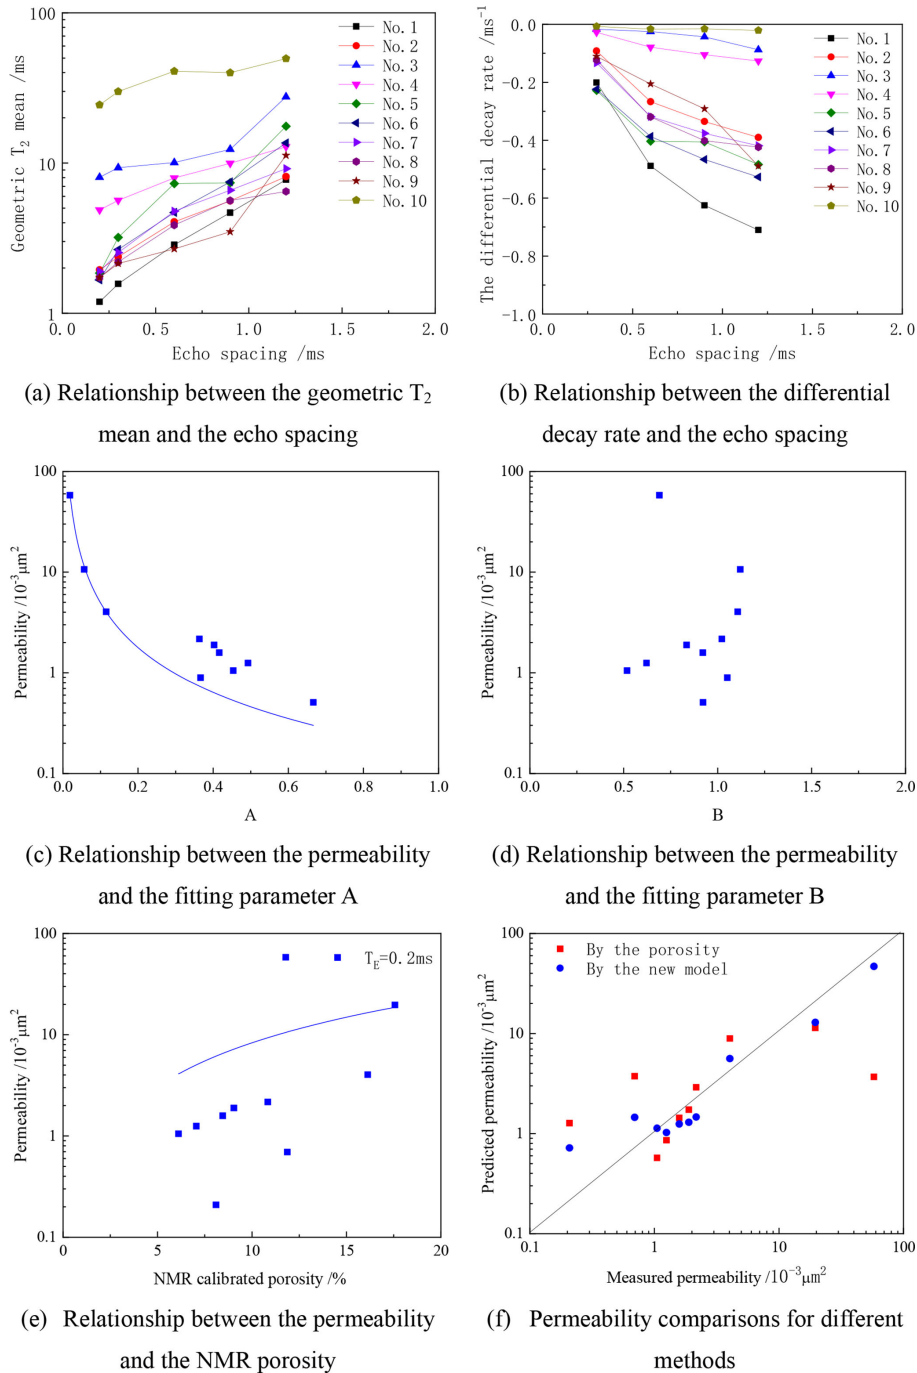 100
10
1
Geometric T2 mean /ms
0.0
0.5
1.0
1.5
2.0
Echo spacing /ms
No.1
No.2
No.3
No.4
No.5
No.6
No.7
No.8
No.9
No.10
(a) Relationship between the geometric T2
mean and the echo spacing
0.0
-0.2
-0.4
-0.6
-0.8
-1.0
The differential decay rate /ms-1
0.0
0.5
1.0
1.5
2.0
Echo spacing /ms
No.1
No.2
No.3
No.4
No.5
No.6
No.7
No.8
No.9
No.10
(b) Relationship between the differential
decay rate and the echo spacing
100
10
1
0.1
Permeability /10-3μm2
0.0
0.2
0.4
0.6
0.8
1.0
A
(c) Relationship between the permeability
and the fitting parameter A
100
10
1
0.1
Permeability /10-3μm2
0.0
0.5
1.0
1.5
2.0
B
(d) Relationship between the permeability
and the fitting parameter B
100
10
1
0.1
Permeability /10-3μm2
TE=0.2ms
0
5
10
15
20
NMR calibrated porosity /%
(e) Relationship between the permeability
and the NMR porosity
100
10
1
0.1
Predicted permeability /10-3μm2
By the porosity
By the new model
0.1
1
10
100
Measured permeability /10-3μm2
(f) Permeability comparisons for different
methods